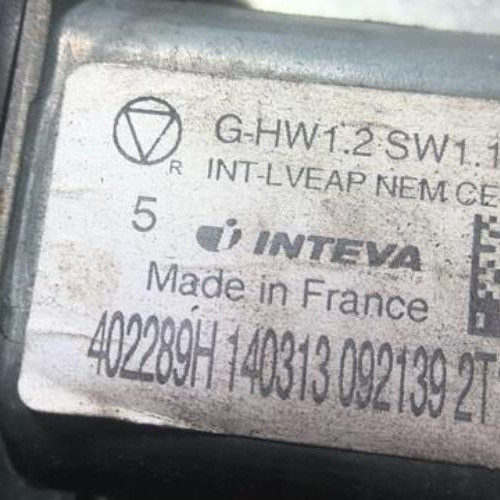 G-HW1.2 SW1.1
R INT-LVEAP NEM CE
5 INTEVA
Made in France
402289H 140313 092139 2T